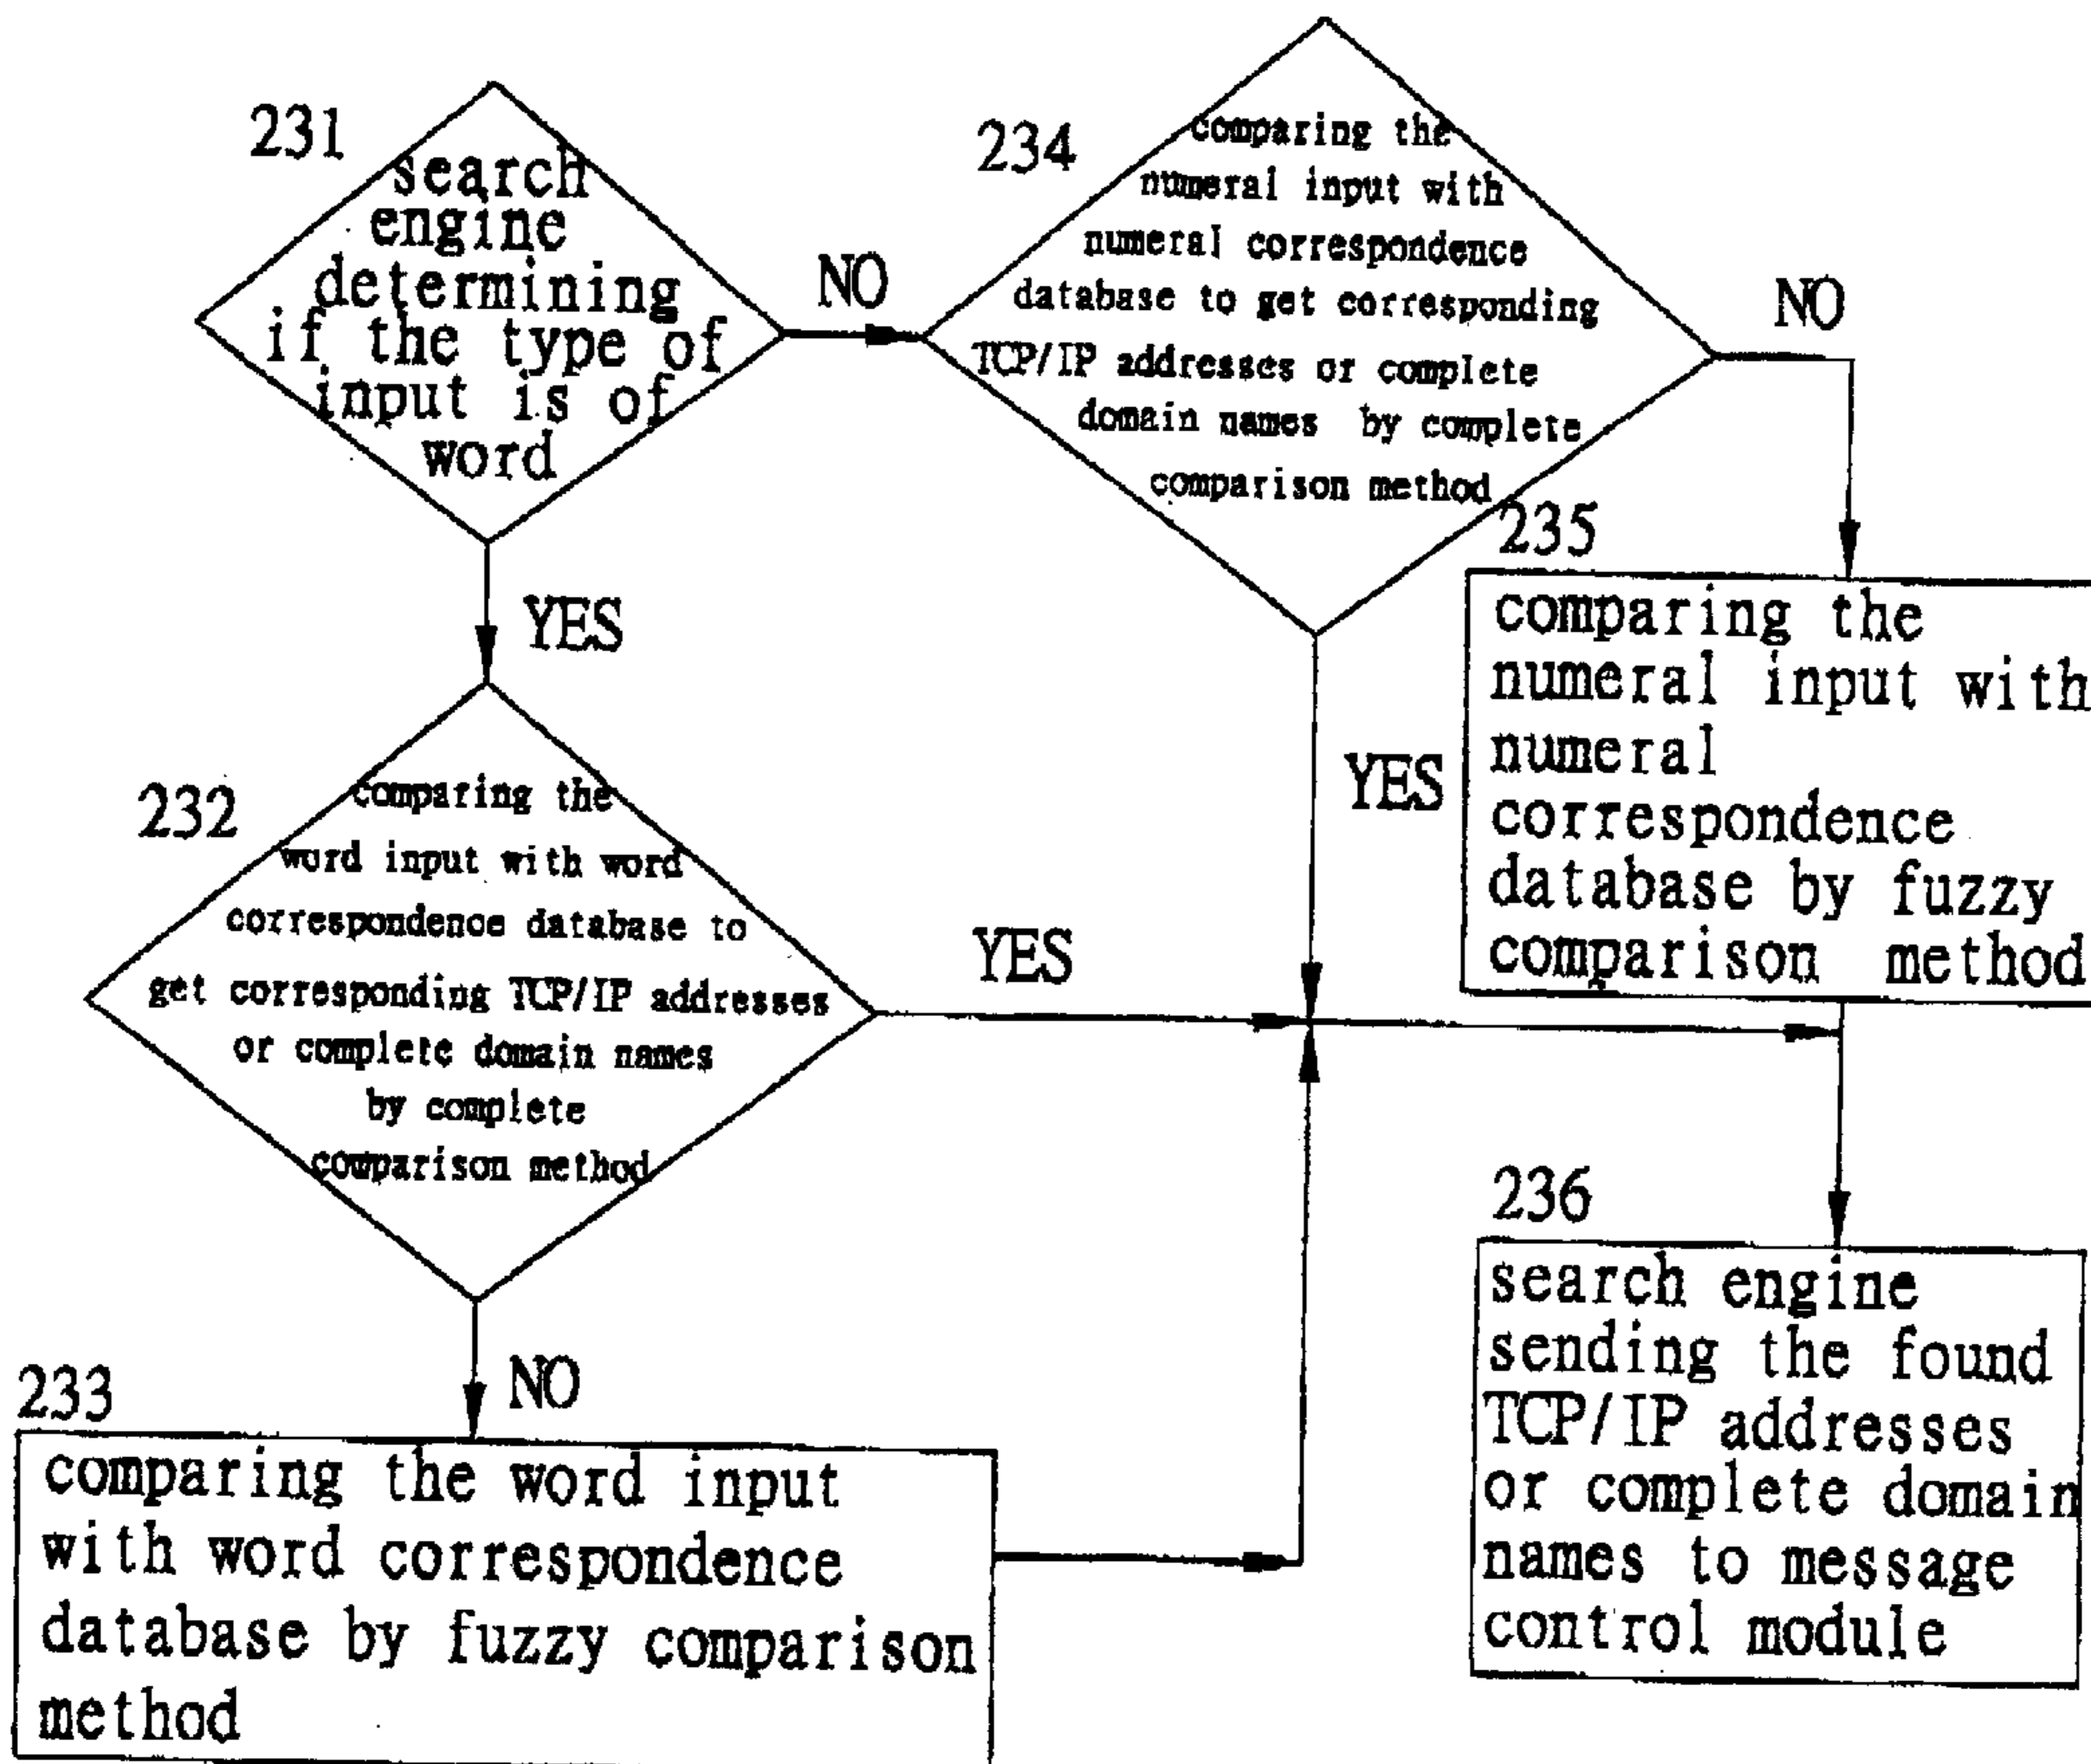 231
search
engine
determining
if the type of
input is of
word
NO
YES
234
comparing the
numeral input with
numeral correspondence
database to get corresponding
TCP/IP addresses or complete
domain names by complete
comparison method
NO
YES
235
comparing the
numeral input with
numeral
correspondence
database by fuzzy
comparison method
232
comparing the
word input with word
correspondence database to
get corresponding TCP/IP addresses
or complete domain names
by complete
comparison method
YES
NO
233
comparing the word input
with word correspondence
database by fuzzy comparison
method
236
search engine
sending the found
TCP/IP addresses
or complete domain
names to message
control module